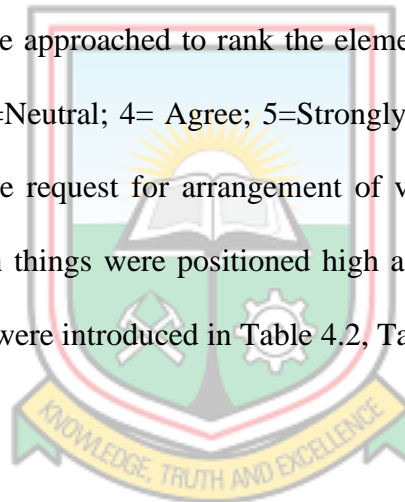 e approached to rank the eleme
=Neutral; 4= Agree; 5=Strongly
e request for arrangement of v
n things were positioned high a
were introduced in Table 4.2, Ta
KNOWLEDGE, TRUTH AND EXCELLENCE